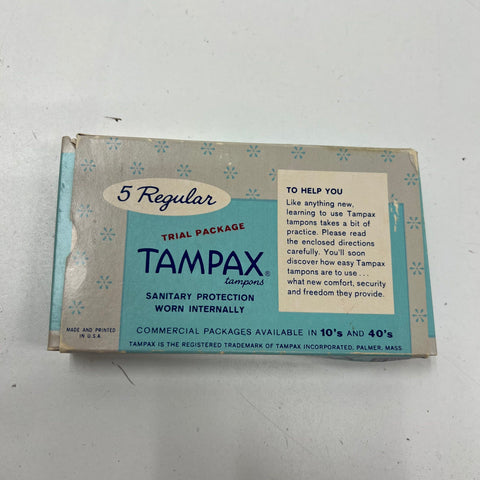 5 Regular
TRIAL PACKAGE
TAMPAX®
tampons
SANITARY PROTECTION
WORN INTERNALLY
TO HELP YOU
Like anything new,
learning to use Tampax
tampons takes a bit of
practice. Please read
the enclosed directions
carefully. You'll soon
discover how easy Tampax
tampons are to use ...
what new comfort, security
and freedom they provide.
MADE AND PRINTED
IN U.S.A.
COMMERCIAL PACKAGES AVAILABLE IN 10's AND 40's
TAMPAX IS THE REGISTERED TRADEMARK OF TAMPAX INCORPORATED, PALMER, MASS.